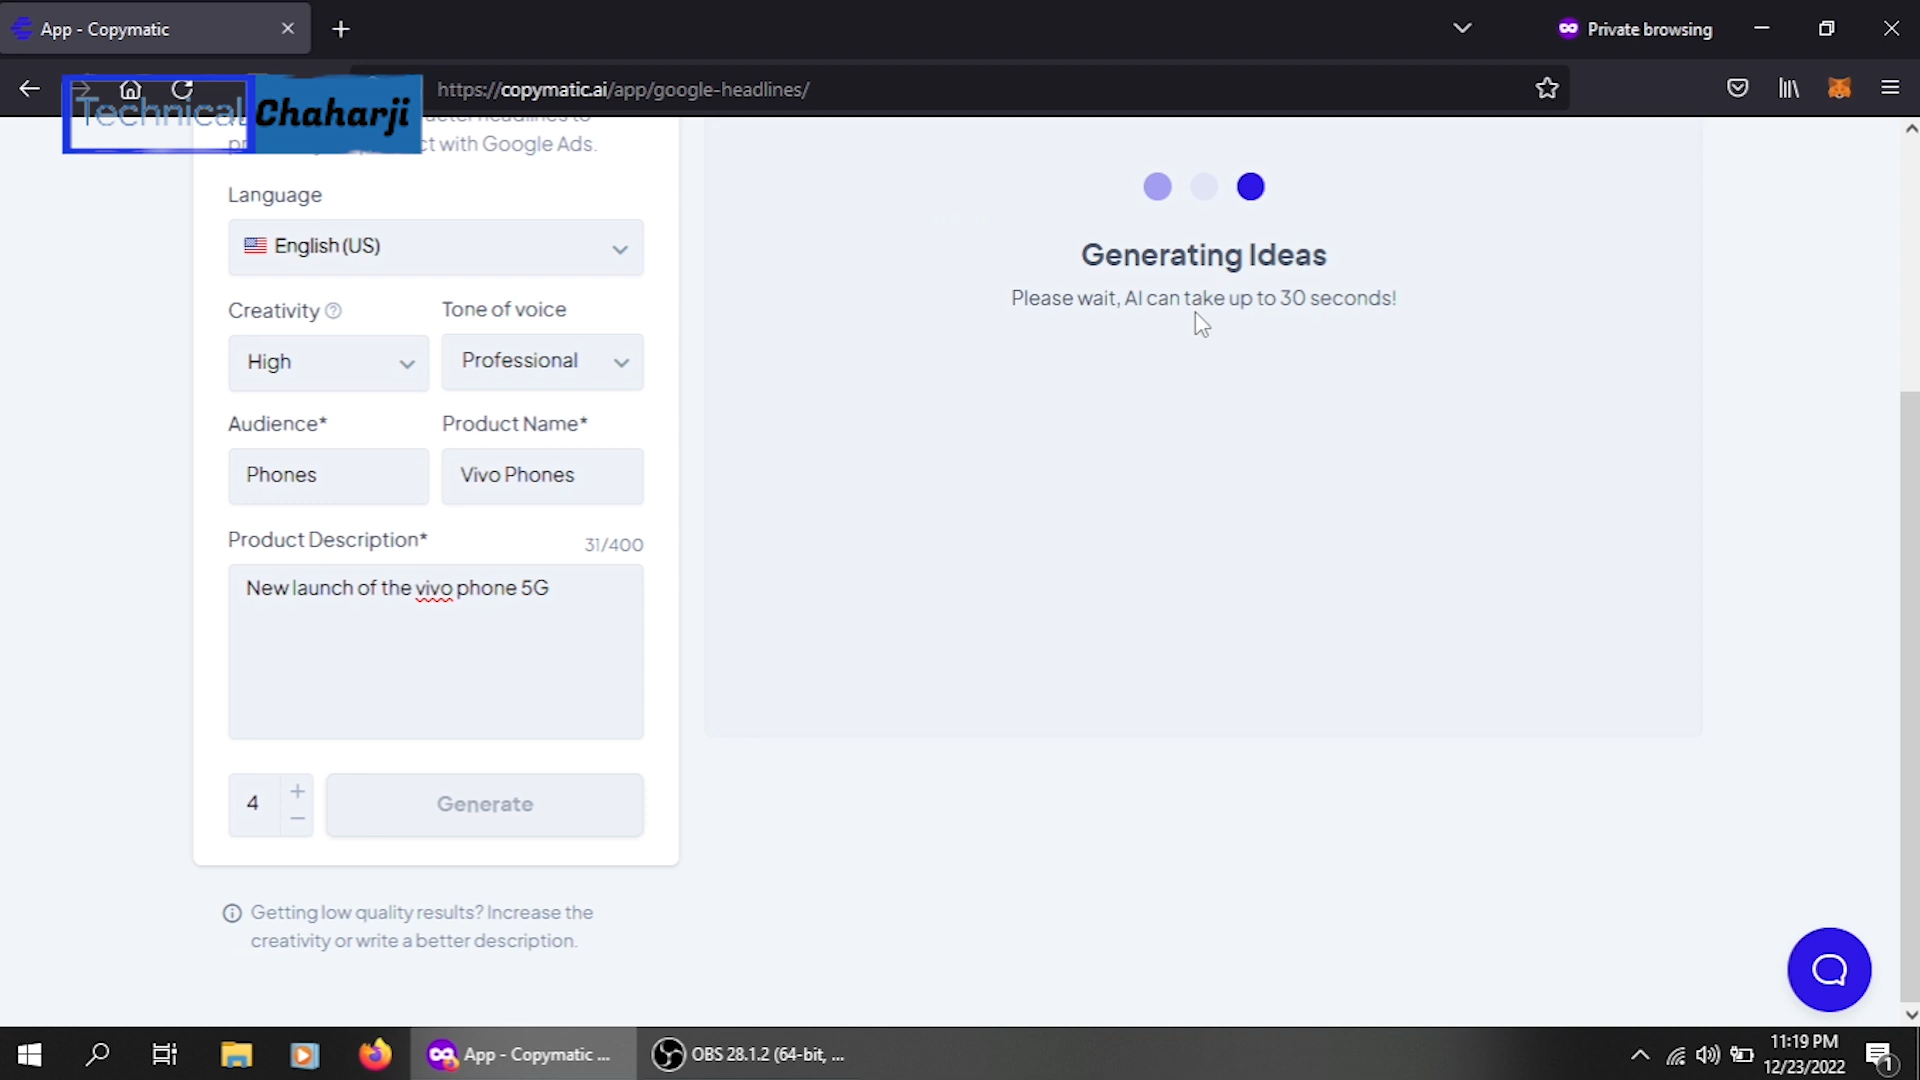 App - Copymatic
Private browsing
https://copymatic.ai/app/google-headlines/
Technical Chaharji
headlines to
with Google Ads.
Language
English (US)
Creativity
Tone of voice
High
Professional
Audience*
Product Name*
Phones
Vivo Phones
Product Description*
31/400
New launch of the vivo phone 5G
4
Generate
Getting low quality results? Increase the
creativity or write a better description.
Generating Ideas
Please wait, AI can take up to 30 seconds!
App - Copymatic ...
OBS 28.1.2 (64-bit, ...
11:19 PM
12/23/2022
1